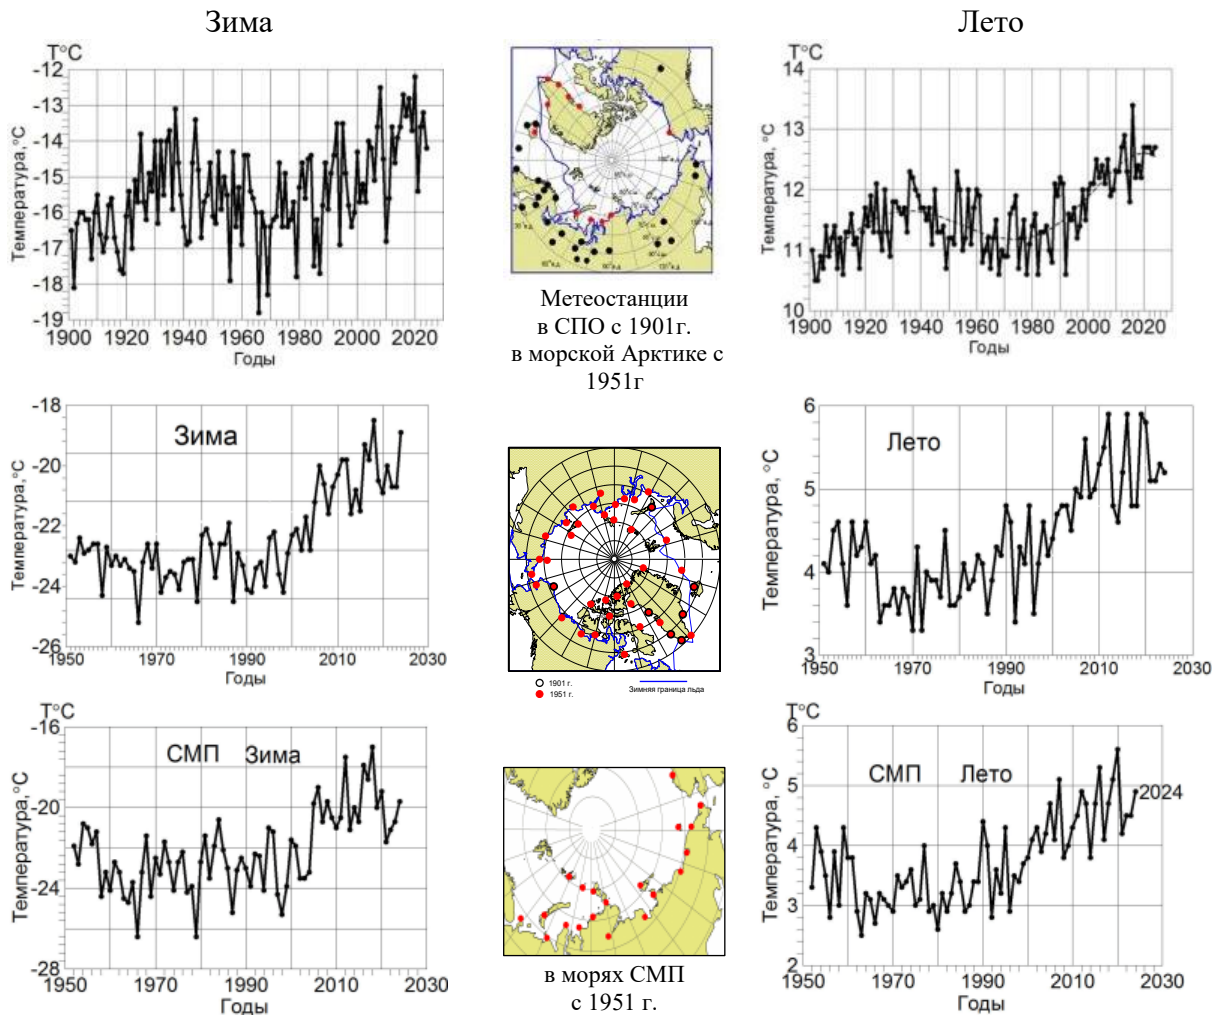 Зима
Лето
T°C
-12
-13
-14
-15
-16
-17
-18
-19
Температура,°C
1900 1920 1940 1960 1980 2000 2020
Годы
Метеостанции
в СПО с 1901г.
в морской Арктике с
1951г
T°C
14
13
12
11
10
Температура,°C
1900 1920 1940 1960 1980 2000 2020
Годы
-18
-20
-22
-24
-26
Температура,°C
Зима
1950 1970 1990 2010 2030
Годы
1901 г.
1951 г.
Зимняя граница льда
6
5
4
3
Температура, °C
Лето
1950 1970 1990 2010 2030
Годы
T°C
-16
-20
-24
-28
Температура,°C
СМП Зима
1950 1970 1990 2010 2030
Годы
в морях СМП
с 1951 г.
T°C
6
5
4
3
2
Температура, °C
СМП Лето
2024
1950 1970 1990 2010 2030
Годы